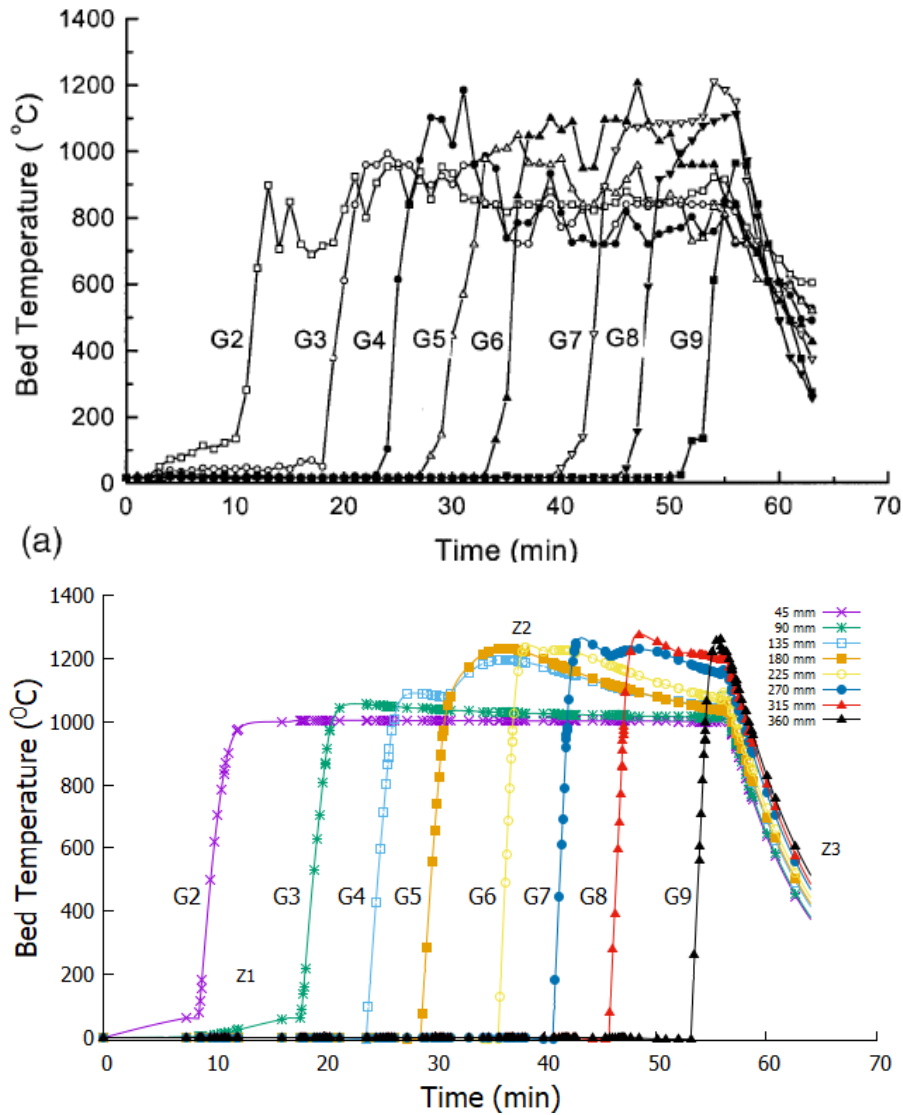 1400
1200
1000
800
600
400
200
0
Bed Temperature ( °C)
G2 G3 G4 G5 G6 G7 G8 G9
0 10 20 30 40 50 60 70
(a)
Time (min)
1400
1200
1000
800
600
400
200
0
Bed Temperature (⁰C)
45 mm
90 mm
135 mm
180 mm
225 mm
270 mm
315 mm
360 mm
Z2
G2 G3 G4 G5 G6 G7 G8 G9
Z3
Z1
0 10 20 30 40 50 60 70
Time (min)